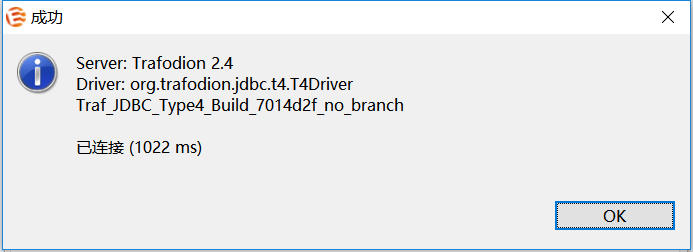 成功
Server: Trafodion 2.4
Driver: org.trafodion.jdbc.t4.T4Driver
Traf_JDBC_Type4_Build_7014d2f_no_branch
已连接 (1022 ms)
OK